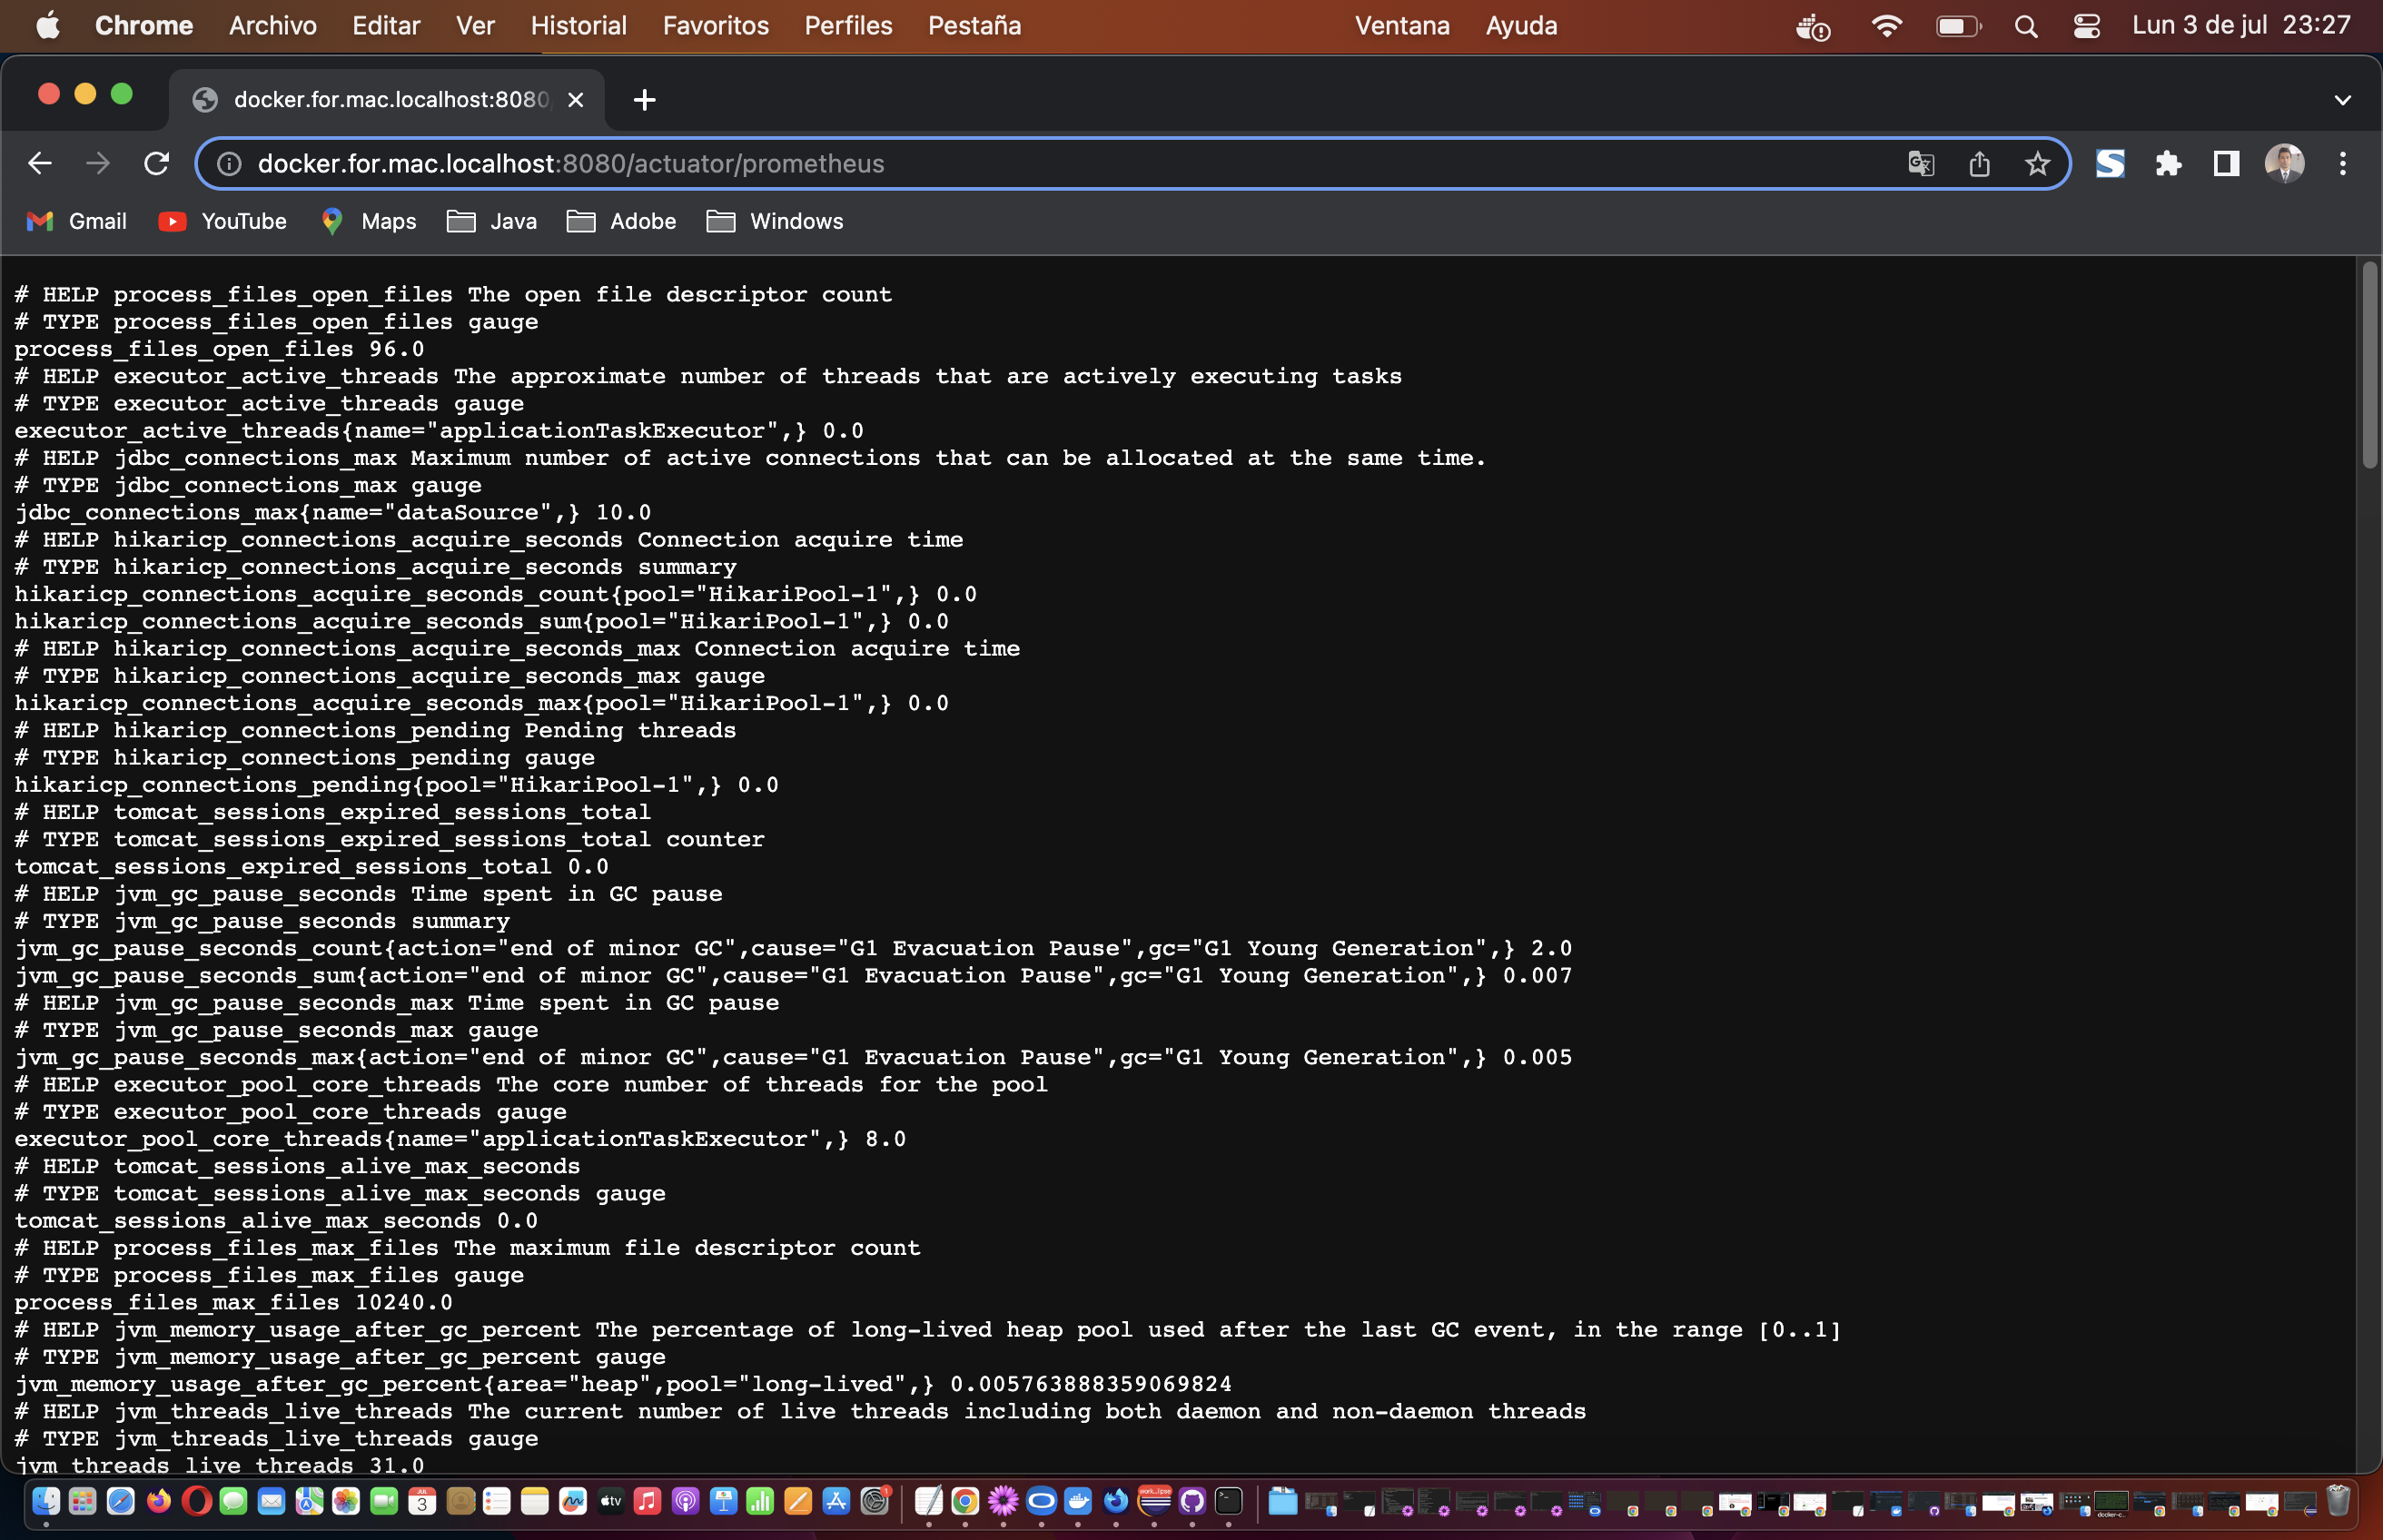 Chrome Archivo Editar Ver Historial Favoritos Perfiles Pestaña Ventana Ayuda Lun 3 de jul 23:27
docker.for.mac.localhost:8080
docker.for.mac.localhost:8080/actuator/prometheus
Gmail YouTube Maps Java Adobe Windows
# HELP process_files_open_files The open file descriptor count
# TYPE process_files_open_files gauge
process_files_open_files 96.0
# HELP executor_active_threads The approximate number of threads that are actively executing tasks
# TYPE executor_active_threads gauge
executor_active_threads{name="applicationTaskExecutor",} 0.0
# HELP jdbc_connections_max Maximum number of active connections that can be allocated at the same time.
# TYPE jdbc_connections_max gauge
jdbc_connections_max{name="dataSource",} 10.0
# HELP hikaricp_connections_acquire_seconds Connection acquire time
# TYPE hikaricp_connections_acquire_seconds summary
hikaricp_connections_acquire_seconds_count{pool="HikariPool-1",} 0.0
hikaricp_connections_acquire_seconds_sum{pool="HikariPool-1",} 0.0
# HELP hikaricp_connections_acquire_seconds_max Connection acquire time
# TYPE hikaricp_connections_acquire_seconds_max gauge
hikaricp_connections_acquire_seconds_max{pool="HikariPool-1",} 0.0
# HELP hikaricp_connections_pending Pending threads
# TYPE hikaricp_connections_pending gauge
hikaricp_connections_pending{pool="HikariPool-1",} 0.0
# HELP tomcat_sessions_expired_sessions_total
# TYPE tomcat_sessions_expired_sessions_total counter
tomcat_sessions_expired_sessions_total 0.0
# HELP jvm_gc_pause_seconds Time spent in GC pause
# TYPE jvm_gc_pause_seconds summary
jvm_gc_pause_seconds_count{action="end of minor GC",cause="G1 Evacuation Pause",gc="G1 Young Generation",} 2.0
jvm_gc_pause_seconds_sum{action="end of minor GC",cause="G1 Evacuation Pause",gc="G1 Young Generation",} 0.007
# HELP jvm_gc_pause_seconds_max Time spent in GC pause
# TYPE jvm_gc_pause_seconds_max gauge
jvm_gc_pause_seconds_max{action="end of minor GC",cause="G1 Evacuation Pause",gc="G1 Young Generation",} 0.005
# HELP executor_pool_core_threads The core number of threads for the pool
# TYPE executor_pool_core_threads gauge
executor_pool_core_threads{name="applicationTaskExecutor",} 8.0
# HELP tomcat_sessions_alive_max_seconds
# TYPE tomcat_sessions_alive_max_seconds gauge
tomcat_sessions_alive_max_seconds 0.0
# HELP process_files_max_files The maximum file descriptor count
# TYPE process_files_max_files gauge
process_files_max_files 10240.0
# HELP jvm_memory_usage_after_gc_percent The percentage of long-lived heap pool used after the last GC event, in the range [0..1]
# TYPE jvm_memory_usage_after_gc_percent gauge
jvm_memory_usage_after_gc_percent{area="heap",pool="long-lived",} 0.005763888359069824
# HELP jvm_threads_live_threads The current number of live threads including both daemon and non-daemon threads
# TYPE jvm_threads_live_threads gauge
jvm_threads_live_threads 31.0
JUL 3 tv 1